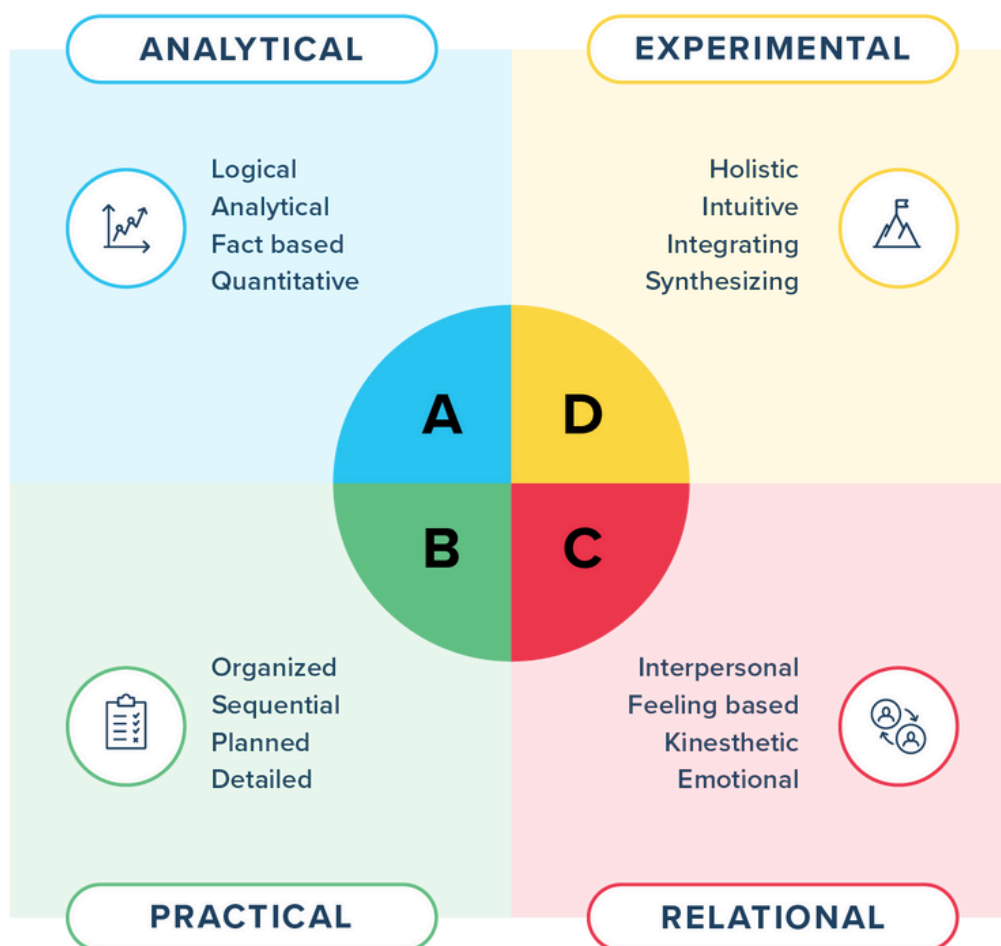 ANALYTICAL
Logical
Analytical
Fact based
Quantitative
EXPERIMENTAL
Holistic
Intuitive
Integrating
Synthesizing
A
D
B
C
Organized
Sequential
Planned
Detailed
PRACTICAL
Interpersonal
Feeling based
Kinesthetic
Emotional
RELATIONAL